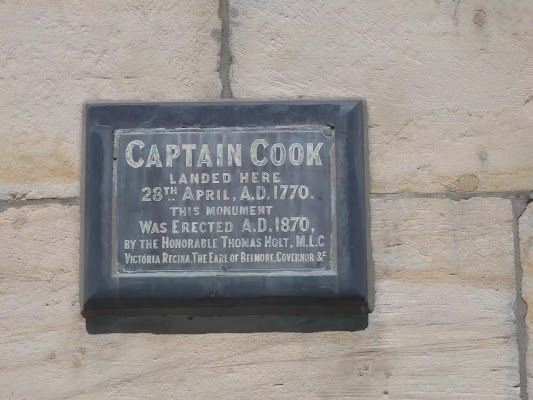 CAPTAIN COOK
LANDED HERE
28TH APRIL, A.D. 1770.
THIS MONUMENT
WAS ERECTED A.D. 1870,
BY THE HONORABLE THOMAS HOLT, M.L.C
VICTORIA REGINA. THE EARL OF BELMORE, GOVERNOR &c